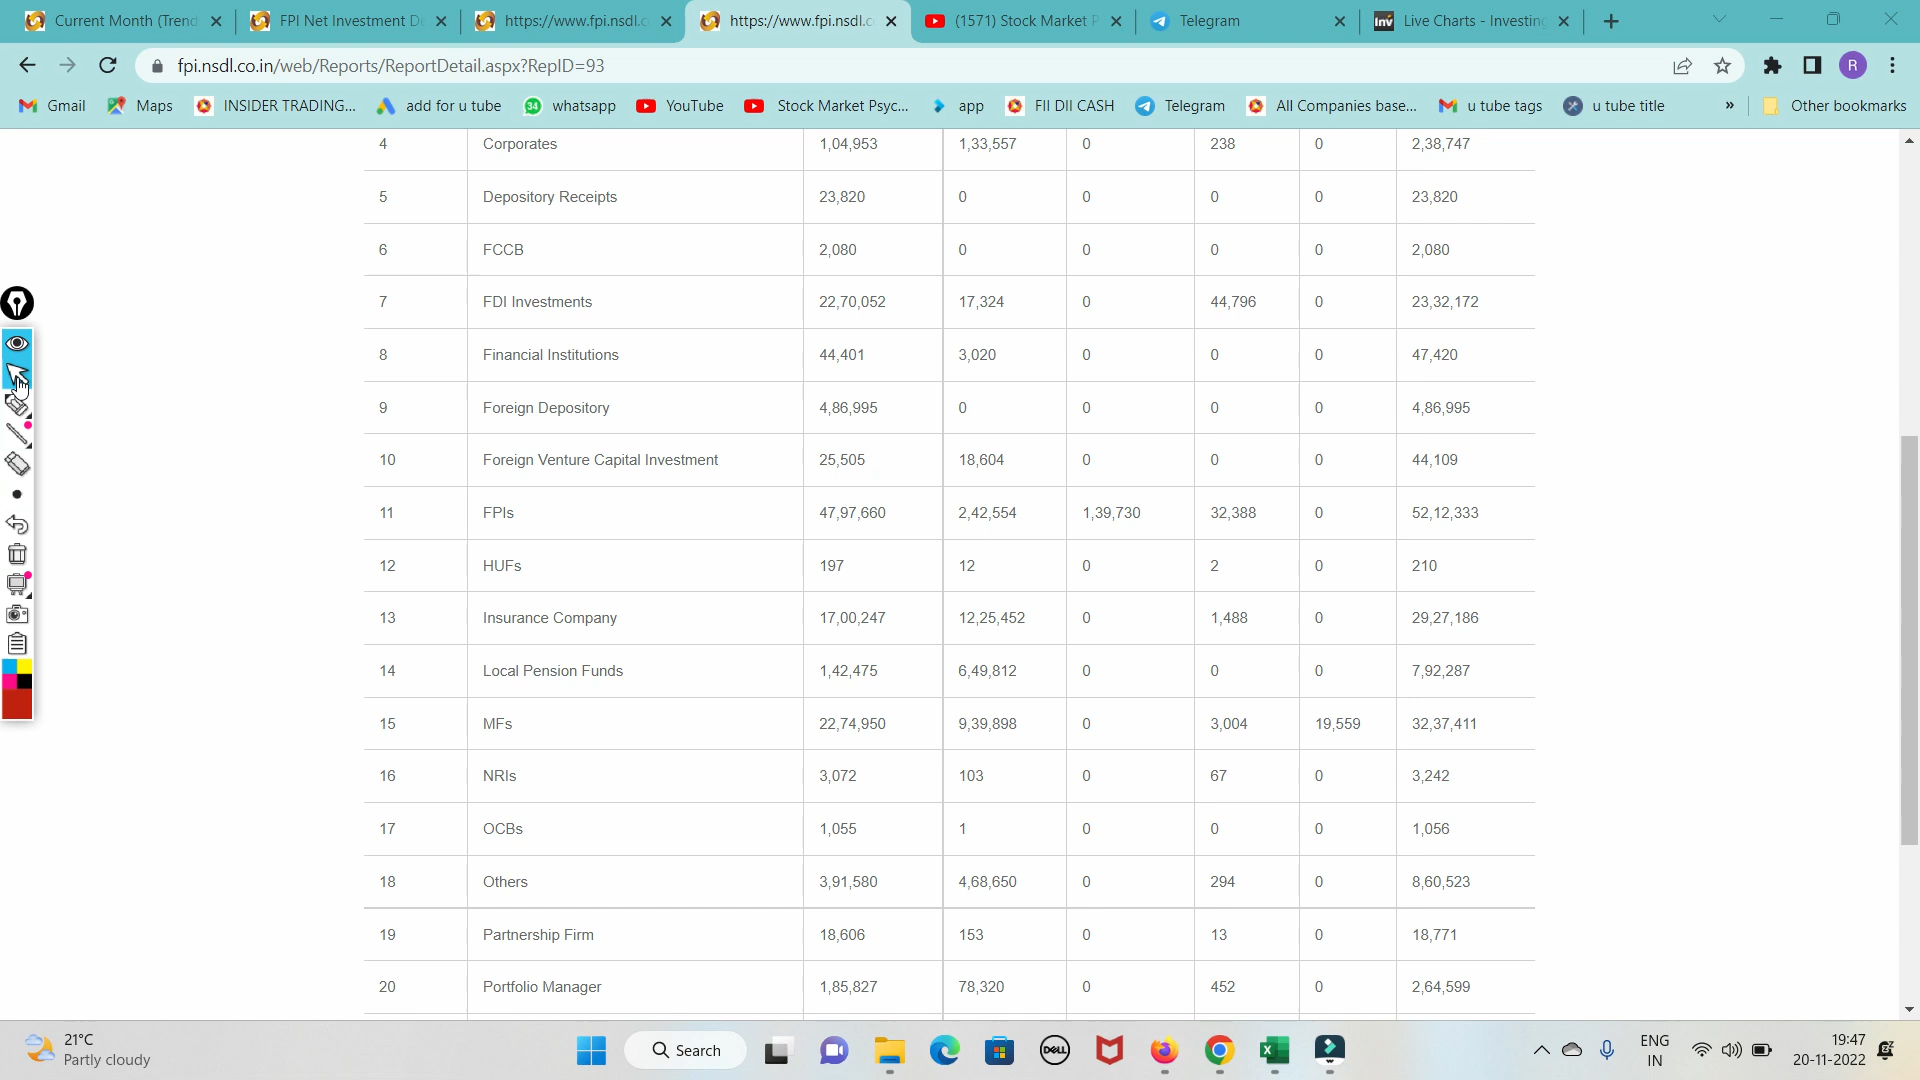 Current Month (Trend
FPI Net Investment D
https://www.fpi.nsdl.c
https://www.fpi.nsdl.c
(1571) Stock Market P
Telegram
Inv Live Charts - Investing
fpi.nsdl.co.in/web/Reports/ReportDetail.aspx?RepID=93
R
Gmail Maps INSIDER TRADING... add for u tube 34 whatsapp YouTube Stock Market Psyc... app FII DII CASH Telegram All Companies base... u tube tags u tube title » Other bookmarks
4 Corporates 1,04,953 1,33,557 0 238 0 2,38,747
5 Depository Receipts 23,820 0 0 0 0 23,820
6 FCCB 2,080 0 0 0 0 2,080
7 FDI Investments 22,70,052 17,324 0 44,796 0 23,32,172
8 Financial Institutions 44,401 3,020 0 0 0 47,420
9 Foreign Depository 4,86,995 0 0 0 0 4,86,995
10 Foreign Venture Capital Investment 25,505 18,604 0 0 0 44,109
11 FPIs 47,97,660 2,42,554 1,39,730 32,388 0 52,12,333
12 HUFs 197 12 0 2 0 210
13 Insurance Company 17,00,247 12,25,452 0 1,488 0 29,27,186
14 Local Pension Funds 1,42,475 6,49,812 0 0 0 7,92,287
15 MFs 22,74,950 9,39,898 0 3,004 19,559 32,37,411
16 NRIs 3,072 103 0 67 0 3,242
17 OCBs 1,055 1 0 0 0 1,056
18 Others 3,91,580 4,68,650 0 294 0 8,60,523
19 Partnership Firm 18,606 153 0 13 0 18,771
20 Portfolio Manager 1,85,827 78,320 0 452 0 2,64,599
21°C
Partly cloudy
Search
DELL
ENG
IN
19:47
20-11-2022